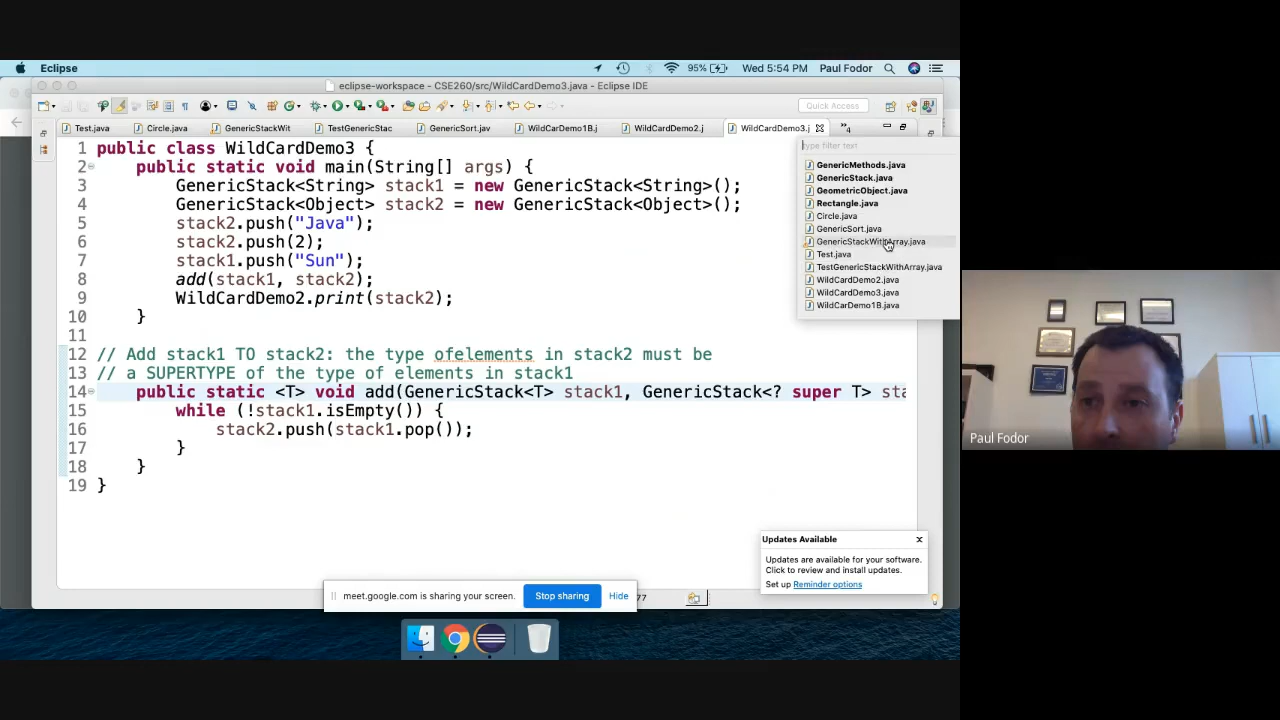 Eclipse
95%
Wed 5:54 PM
Paul Fodor
eclipse-workspace - CSE260/src/WildCardDemo3.java - Eclipse IDE
Quick Access
Test.java
Circle.java
GenericStackWit
TestGenericStac
GenericSort.jav
WildCarDemo1B.j
WildCardDemo2.j
WildCardDemo3.j
»4
type filter text
GenericMethods.java
GenericStack.java
GeometricObject.java
Rectangle.java
Circle.java
GenericSort.java
GenericStackWithArray.java
Test.java
TestGenericStackWithArray.java
WildCardDemo2.java
WildCardDemo3.java
WildCarDemo1B.java
1 public class WildCardDemo3 {
2 public static void main(String[] args) {
3 GenericStack<String> stack1 = new GenericStack<String>();
4 GenericStack<Object> stack2 = new GenericStack<Object>();
5 stack2.push("Java");
6 stack2.push(2);
7 stack1.push("Sun");
8 add(stack1, stack2);
9 WildCardDemo2.print(stack2);
10 }
11
12 // Add stack1 TO stack2: the type ofelements in stack2 must be
13 // a SUPERTYPE of the type of elements in stack1
14 public static <T> void add(GenericStack<T> stack1, GenericStack<? super T> sta
15 while (!stack1.isEmpty()) {
16 stack2.push(stack1.pop());
17 }
18 }
19 }
Updates Available
Updates are available for your software.
Click to review and install updates.
Set up Reminder options
meet.google.com is sharing your screen.
Stop sharing
Hide
77
Paul Fodor